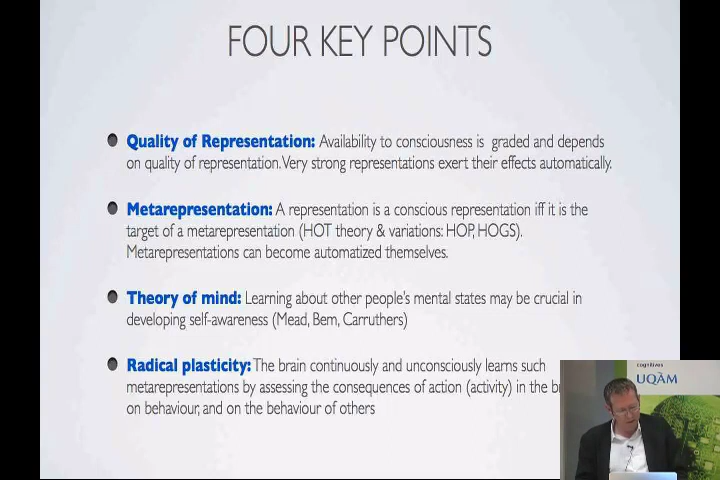 FOUR KEY POINTS
Quality of Representation: Availability to consciousness is graded and depends
on quality of representation. Very strong representations exert their effects automatically.
Metarepresentation: A representation is a conscious representation iff it is the
target of a metarepresentation (HOT theory & variations: HOP, HOGS).
Metarepresentations can become automatized themselves.
Theory of mind: Learning about other people's mental states may be crucial in
developing self-awareness (Mead, Bem, Carruthers)
Radical plasticity: The brain continuously and unconsciously learns such
metarepresentations by assessing the consequences of action (activity) in the
on behaviour, and on the behaviour of others
cognitives
UQÀM